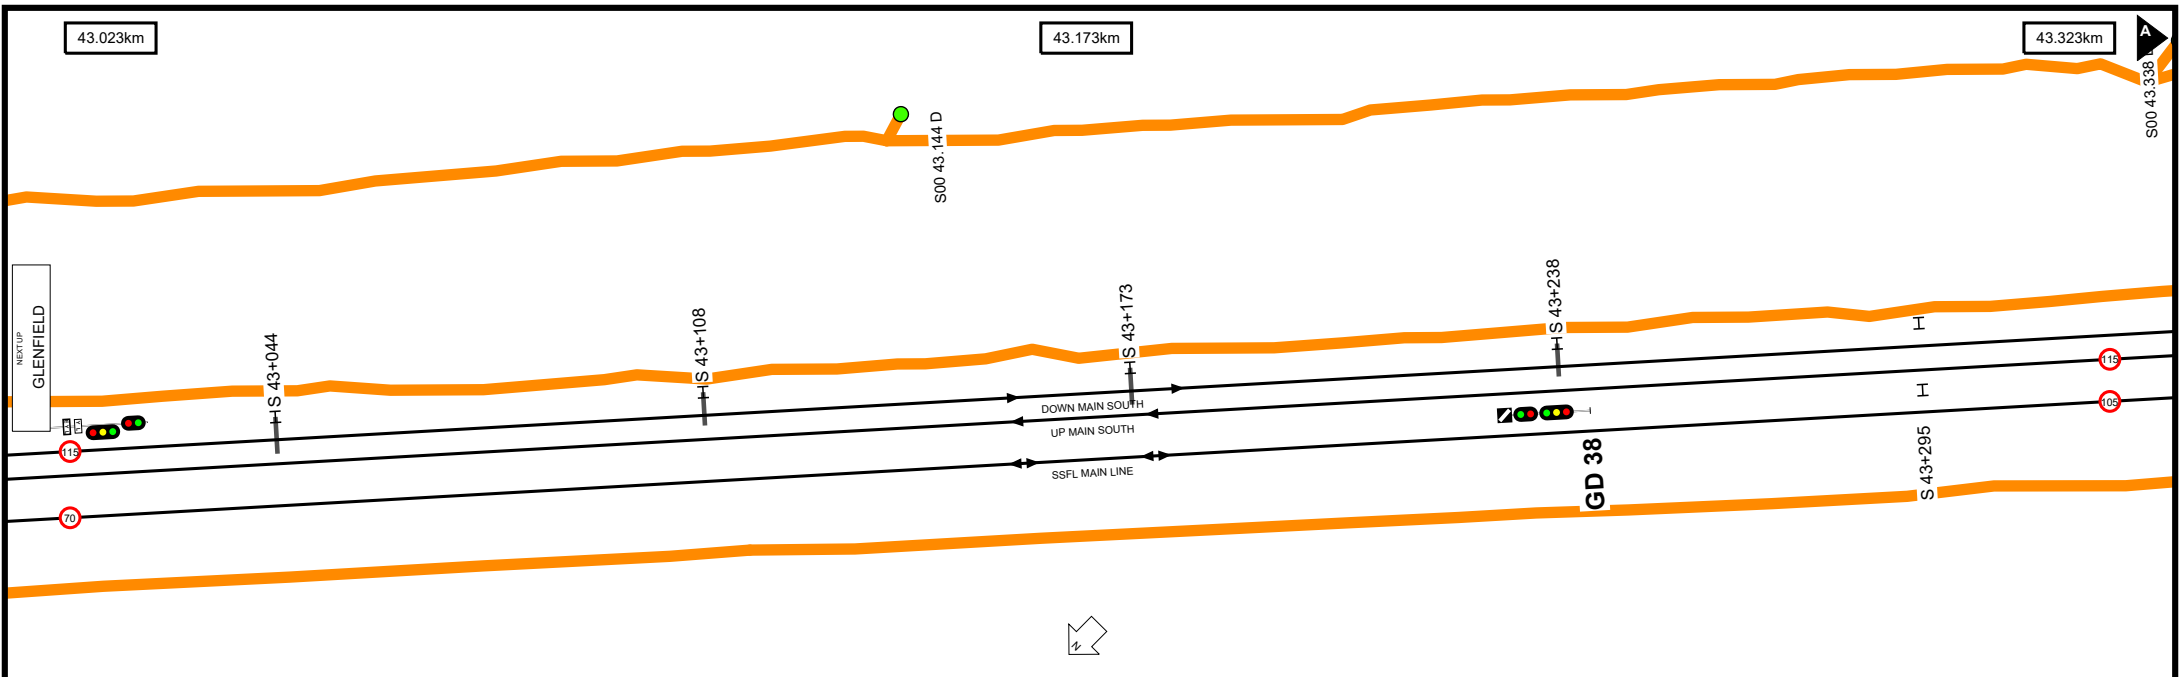 43.023km
43.173km
43.323km
A
S00 43.338 D
S00 43.144 D
NEXT UP
GLENFIELD
S 43+044
S 43+108
S 43+173
S 43+238
S 43+295
DOWN MAIN SOUTH
UP MAIN SOUTH
SSFL MAIN LINE
115
70
115
105
GD 38
N